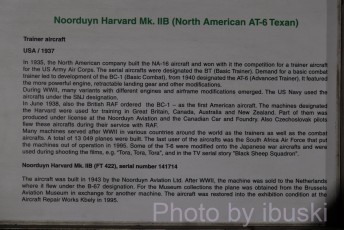 Noorduyn Harvard Mk. IIB (North American AT-6 Texan)
Trainer aircraft
USA / 1937
In 1935, the North American company built the NA-16 aircraft and won with it the competition for a trainer aircraft
for the US Army Air Corps. The serial aircrafts were designated the BT (Basic Trainer). Demand for a basic combat
trainer led to development of the BC-1 (Basic Combat), from 1940 designated the AT-6 (Advanced Trainer). It featured
the more powerful engine, retractable landing gear and other modifications.
During WWII, many variants with different engines and airframe modifications emerged. The US Navy used the
aircrafts under the SNJ designation.
In June 1938, also the British RAF ordered the BC-1 – as the first American aircraft. The machines designated
the Harvard were used for training in Great Britain, Canada, Australia and New Zealand. Part of them was
produced under license at the Noorduyn Aviation and the Canadian Car and Foundry. Also Czechoslovak pilots
flew these aircrafts during their service with RAF.
Many machines served after WWII in various countries around the world as the trainers as well as the combat
aircrafts. A total of 13 049 planes were built. The last user of the aircrafts was the South Africa Air Force that put
the machines out of operation in 1995. Some of the T-6 were modified onto the Japanese war aircrafts and were
used during shooting the films, e.g. "Tora, Tora, Tora", and in the TV serial story "Black Sheep Squadron".
Noorduyn Harvard Mk. IIB (FT 422), serial number 141714
The aircraft was built in 1943 by the Noorduyn Aviation Ltd. After WWII, the machine was sold to the Netherlands
where it flew under the B-67 designation. For the Museum collections the plane was obtained from the Brussels
Aviation Museum in exchange for another aircraft. The aircraft was restored into the exhibition condition at the
Aircraft Repair Works Kbely in 1995.
Photo by ibuski